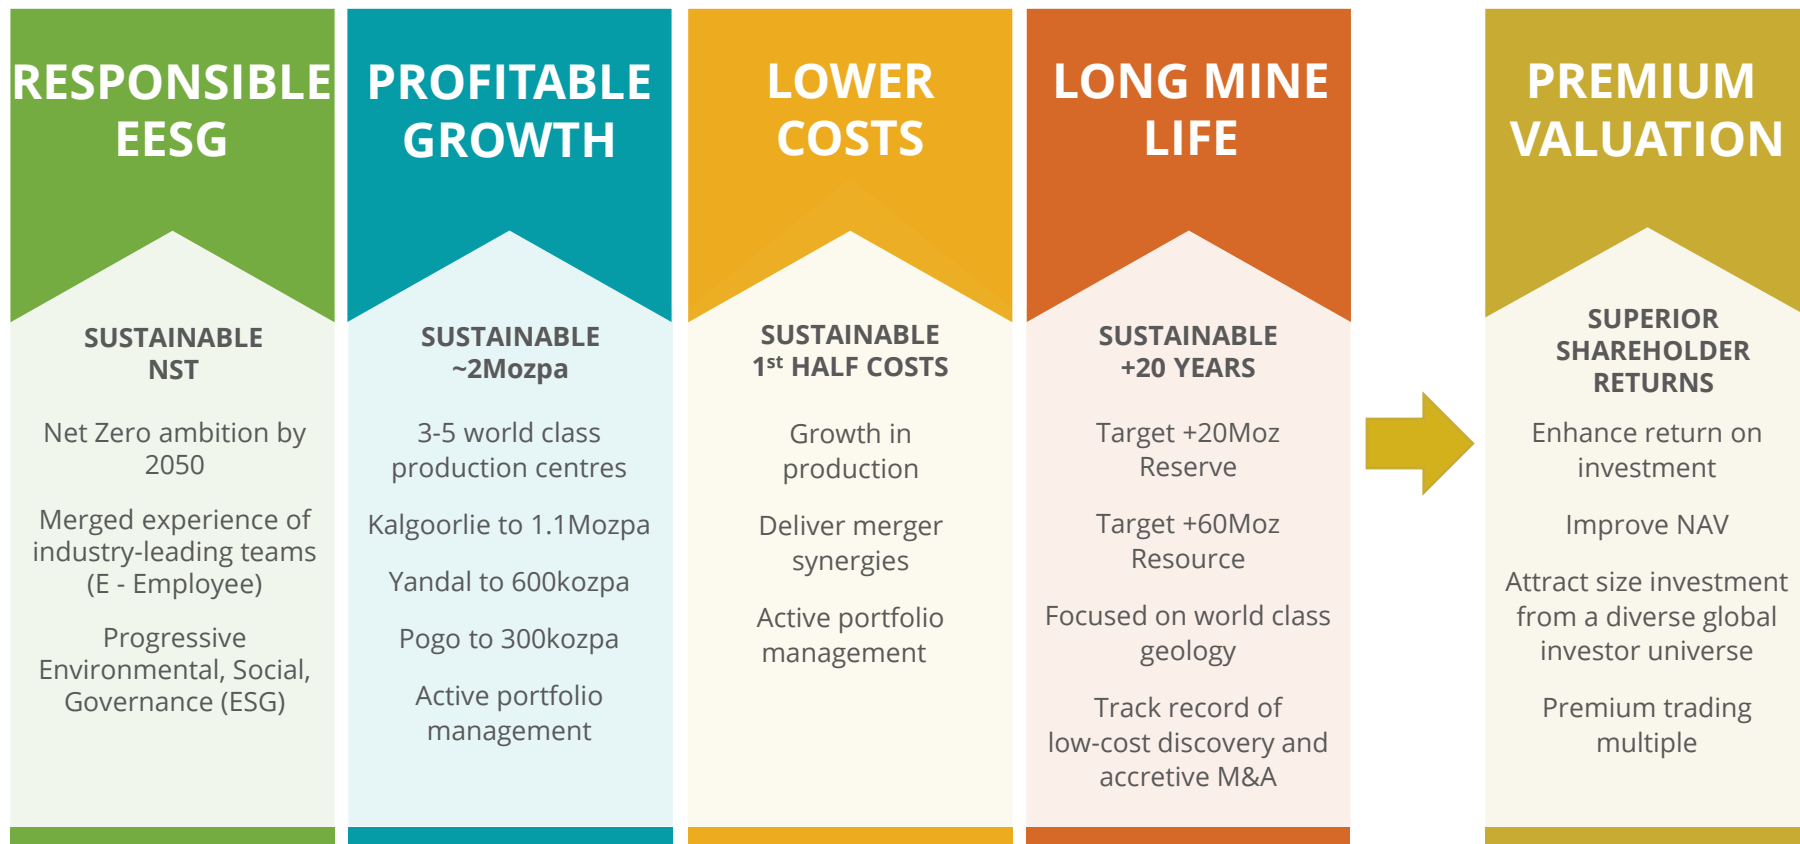 RESPONSIBLE
EESG
SUSTAINABLE
NST
Net Zero ambition by
2050
Merged experience of
industry-leading teams
(E - Employee)
Progressive
Environmental, Social,
Governance (ESG)
PROFITABLE
GROWTH
SUSTAINABLE
~2Mozpa
3-5 world class
production centres
Kalgoorlie to 1.1Mozpa
Yandal to 600kozpa
Pogo to 300kozpa
Active portfolio
management
LOWER
COSTS
SUSTAINABLE
1st HALF COSTS
Growth in
production
Deliver merger
synergies
Active portfolio
management
LONG MINE
LIFE
SUSTAINABLE
+20 YEARS
Target +20Moz
Reserve
Target +60Moz
Resource
Focused on world class
geology
Track record of
low-cost discovery and
accretive M&A
PREMIUM
VALUATION
SUPERIOR
SHAREHOLDER
RETURNS
Enhance return on
investment
Improve NAV
Attract size investment
from a diverse global
investor universe
Premium trading
multiple